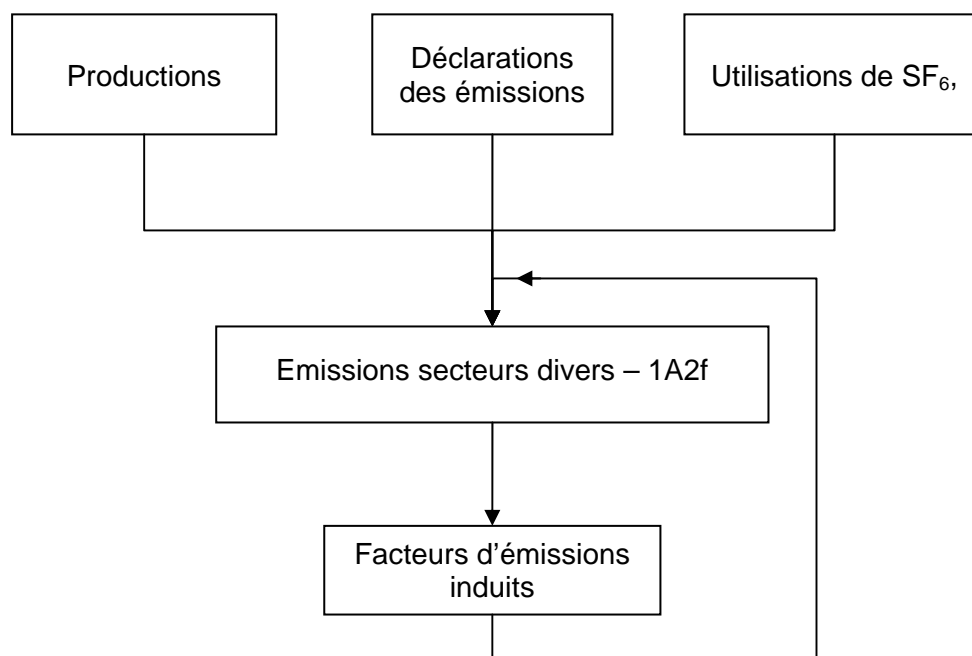 Productions
Déclarations
des émissions
Utilisations de SF₆,
Emissions secteurs divers – 1A2f
Facteurs d’émissions
induits